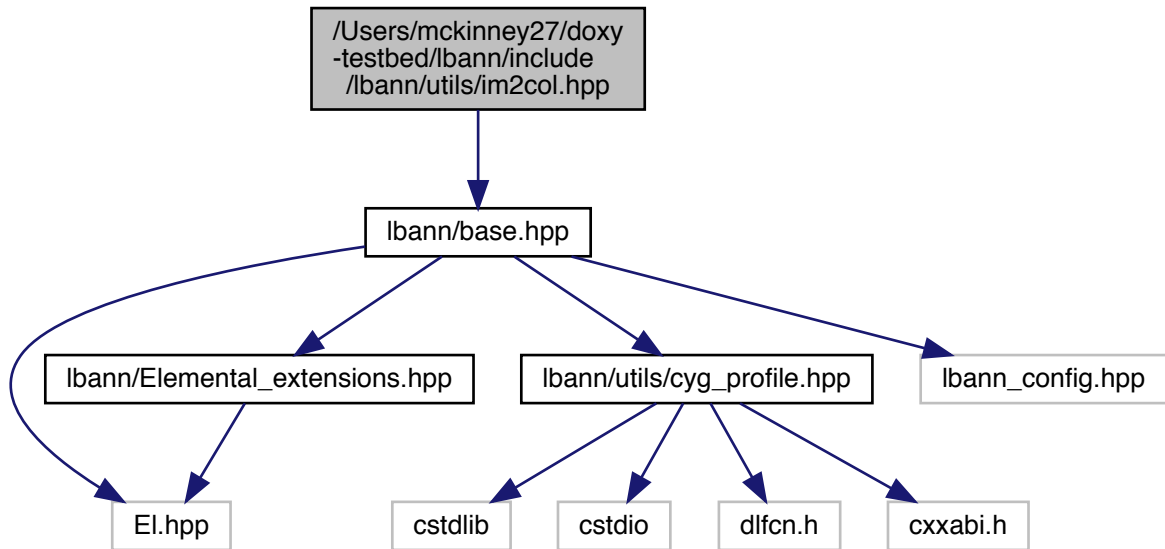 /Users/mckinney27/doxy
-testbed/lbann/include
/lbann/utils/im2col.hpp
lbann/base.hpp
lbann/Elemental_extensions.hpp
lbann/utils/cyg_profile.hpp
lbann_config.hpp
El.hpp
cstdlib
cstdio
dlfcn.h
cxxabi.h